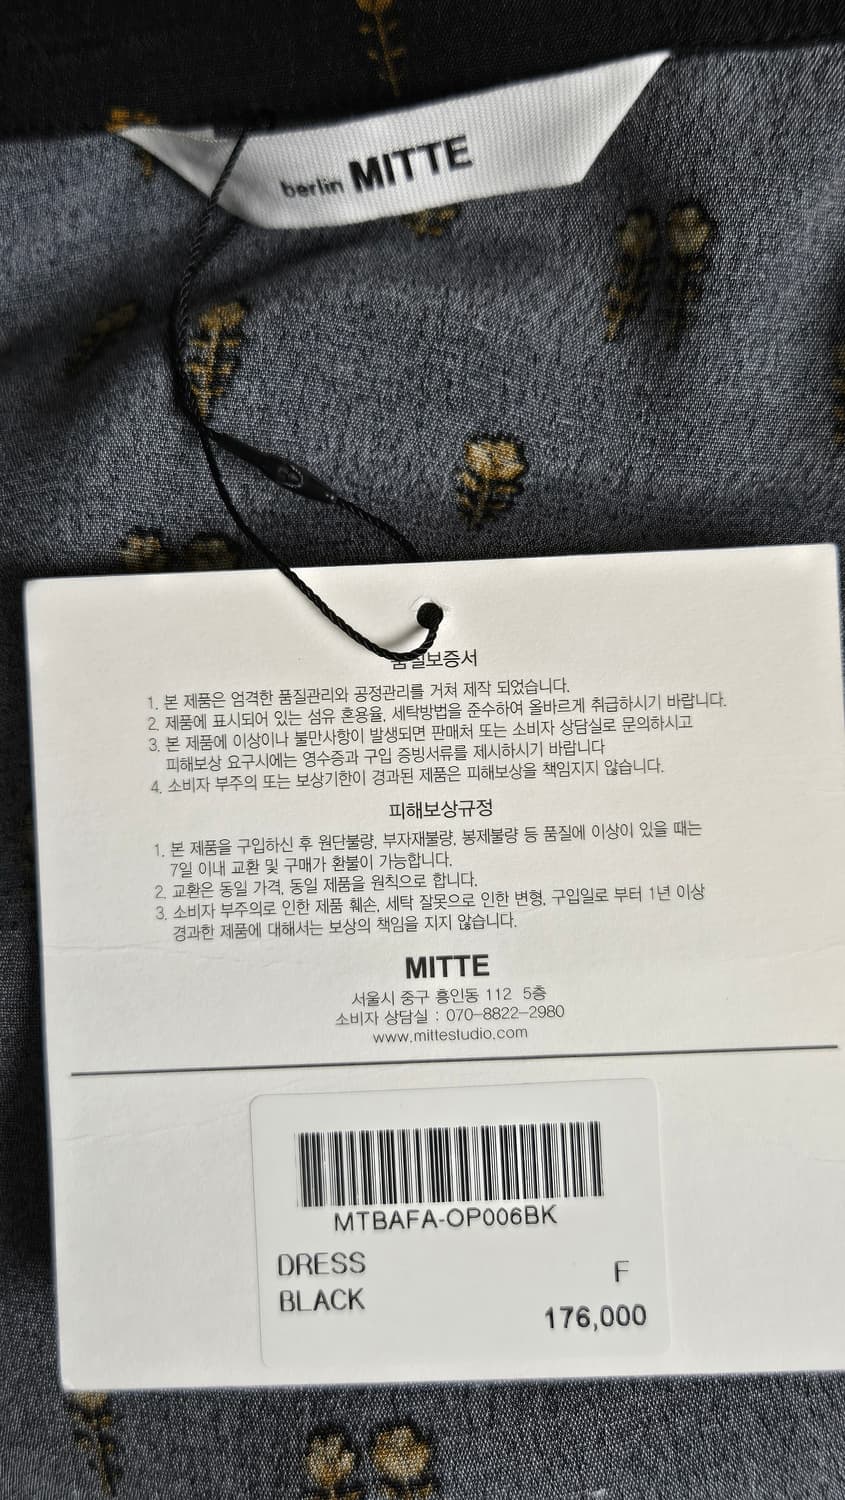 berlin MITTE
품질보증서
1. 본 제품은 엄격한 품질관리와 공정관리를 거쳐 제작 되었습니다.
2. 제품에 표시되어 있는 섬유 혼용율, 세탁방법을 준수하여 올바르게 취급하시기 바랍니다.
3. 본 제품에 이상이나 불만사항이 발생되면 판매처 또는 소비자 상담실로 문의하시고
피해보상 요구시에는 영수증과 구입 증빙서류를 제시하시기 바랍니다
4. 소비자 부주의 또는 보상기한이 경과된 제품은 피해보상을 책임지지 않습니다.
피해보상규정
1. 본 제품을 구입하신 후 원단불량, 부자재불량, 봉제불량 등 품질에 이상이 있을 때는
7일 이내 교환 및 구매가 환불이 가능합니다.
2. 교환은 동일 가격, 동일 제품을 원칙으로 합니다.
3. 소비자 부주의로 인한 제품 훼손, 세탁 잘못으로 인한 변형, 구입일로 부터 1년 이상
경과한 제품에 대해서는 보상의 책임을 지지 않습니다.
MITTE
서울시 중구 흥인동 112 5층
소비자 상담실 : 070-8822-2980
www.mittestudio.com
MTBAFA-OP006BK
DRESS
F
BLACK
176,000